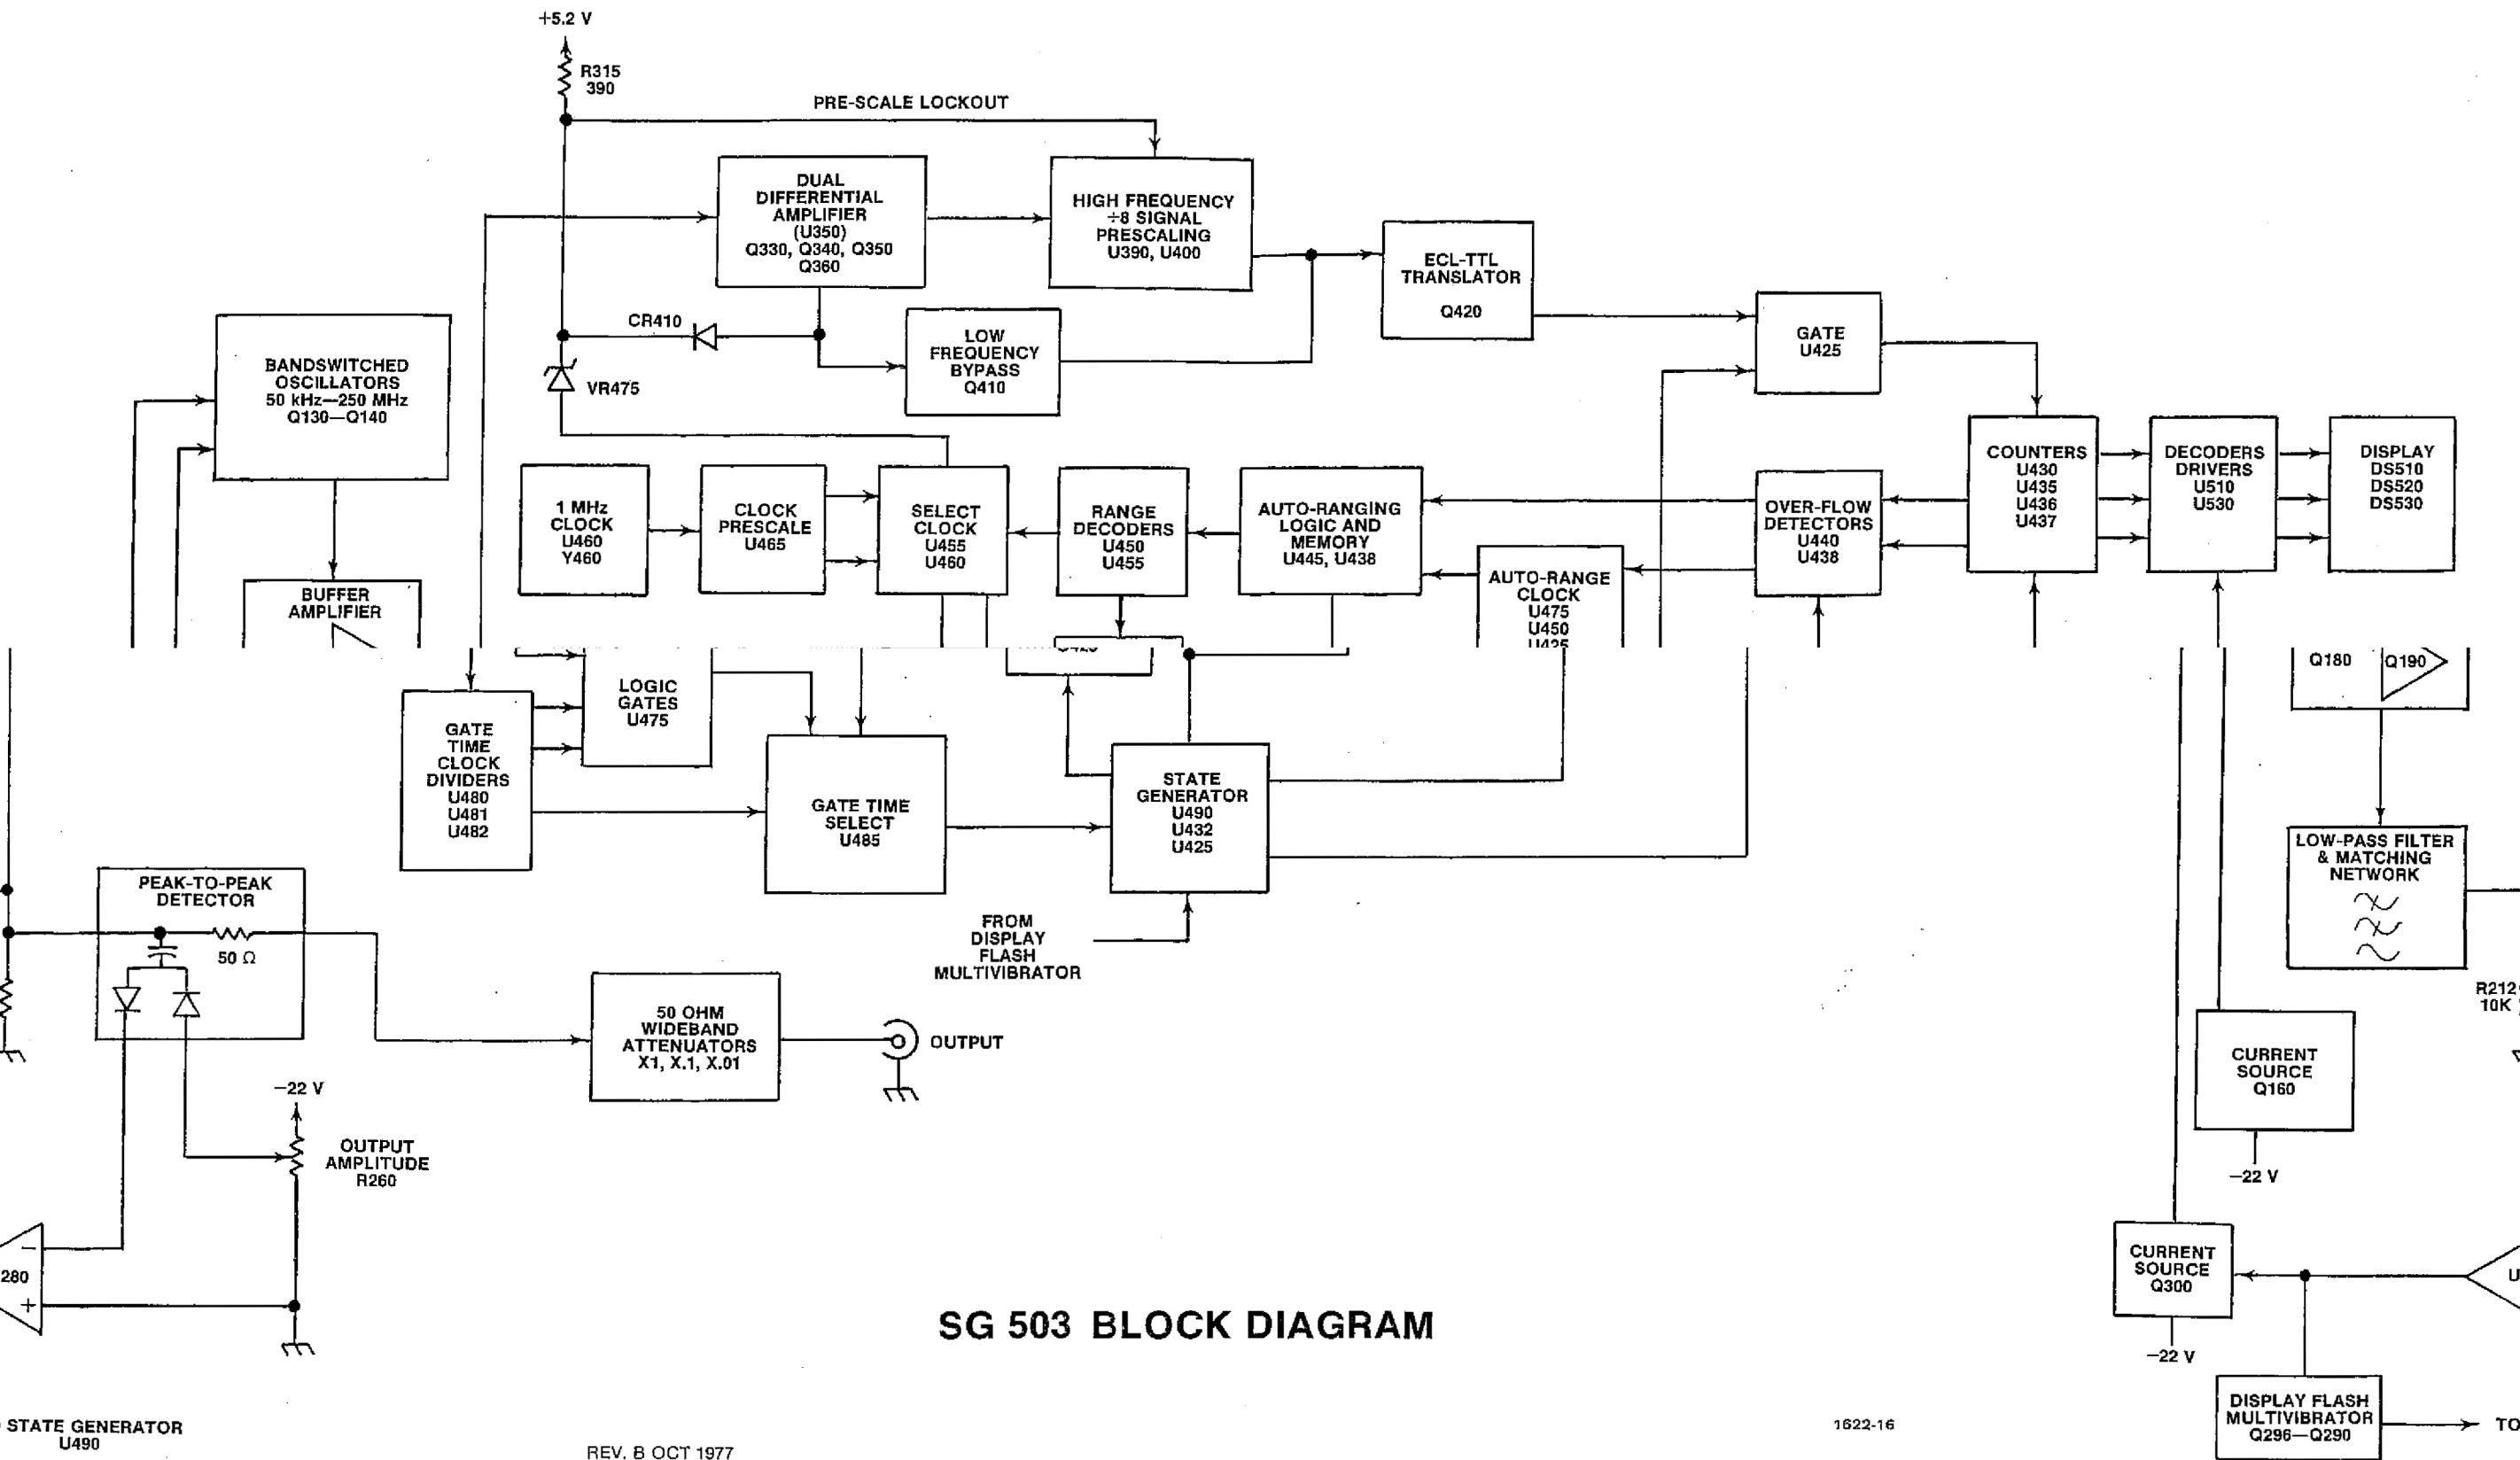 +5.2 V
R315
390
PRE-SCALE LOCKOUT
DUAL
DIFFERENTIAL
AMPLIFIER
(U350)
Q330, Q340, Q350
Q360
HIGH FREQUENCY
÷8 SIGNAL
PRESCALING
U390, U400
ECL-TTL
TRANSLATOR
Q420
GATE
U425
CR410
LOW
FREQUENCY
BYPASS
Q410
VR475
BANDSWITCHED
OSCILLATORS
50 kHz—250 MHz
Q130—Q140
1 MHz
CLOCK
U460
Y460
CLOCK
PRESCALE
U465
SELECT
CLOCK
U455
U460
RANGE
DECODERS
U450
U455
AUTO-RANGING
LOGIC AND
MEMORY
U445, U438
AUTO-RANGE
CLOCK
U475
U450
OVER-FLOW
DETECTORS
U440
U438
COUNTERS
U430
U435
U436
U437
DECODERS
DRIVERS
U510
U530
DISPLAY
DS510
DS520
DS530
BUFFER
AMPLIFIER
Q180
Q190
LOGIC
GATES
U475
GATE
TIME
CLOCK
DIVIDERS
U480
U481
U482
GATE TIME
SELECT
U485
STATE
GENERATOR
U490
U432
U425
FROM
DISPLAY
FLASH
MULTIVIBRATOR
LOW-PASS FILTER
& MATCHING
NETWORK
R212
10K
PEAK-TO-PEAK
DETECTOR
50 Ω
50 OHM
WIDEBAND
ATTENUATORS
X1, X.1, X.01
OUTPUT
CURRENT
SOURCE
Q160
−22 V
−22 V
OUTPUT
AMPLITUDE
R260
−
280
+
CURRENT
SOURCE
Q300
−22 V
U
SG 503 BLOCK DIAGRAM
DISPLAY FLASH
MULTIVIBRATOR
Q296—Q290
TO
STATE GENERATOR
U490
REV. B OCT 1977
1622-16